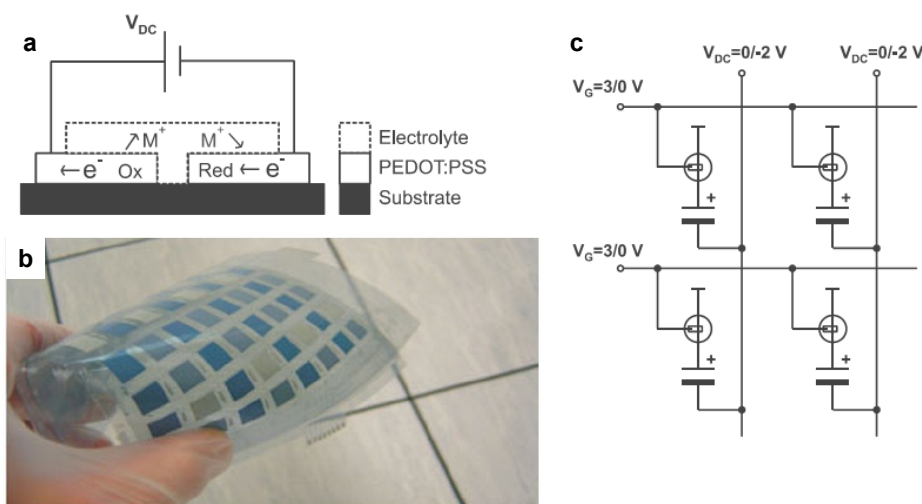 a
V_DC
M⁺ M⁺
←e⁻ Ox Red ←e⁻
Electrolyte
PEDOT:PSS
Substrate
b
c
V_DC=0/-2 V V_DC=0/-2 V
V_G=3/0 V
+ +
V_G=3/0 V
+ +